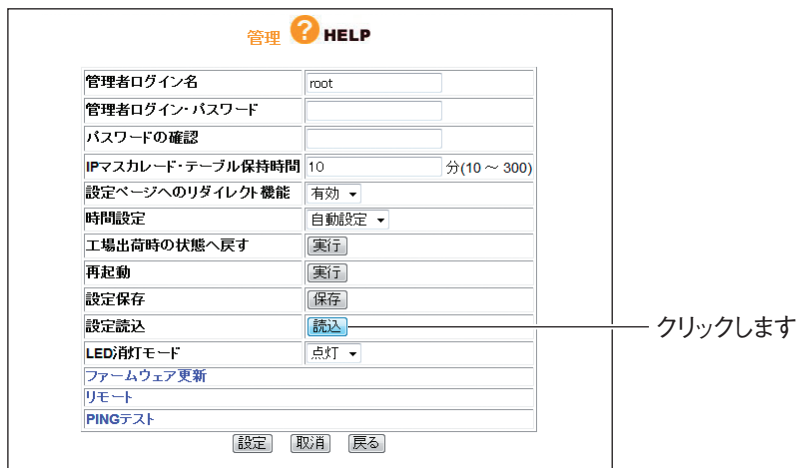 管理 ? HELP
管理者ログイン名 root
管理者ログイン・パスワード
パスワードの確認
IPマスカレード・テーブル保持時間 10 分(10 ～ 300)
設定ページへのリダイレクト機能 有効
時間設定 自動設定
工場出荷時の状態へ戻す 実行
再起動 実行
設定保存 保存
設定読込 読込 クリックします
LED消灯モード 点灯
ファームウェア更新
リモート
PINGテスト
設定 取消 戻る